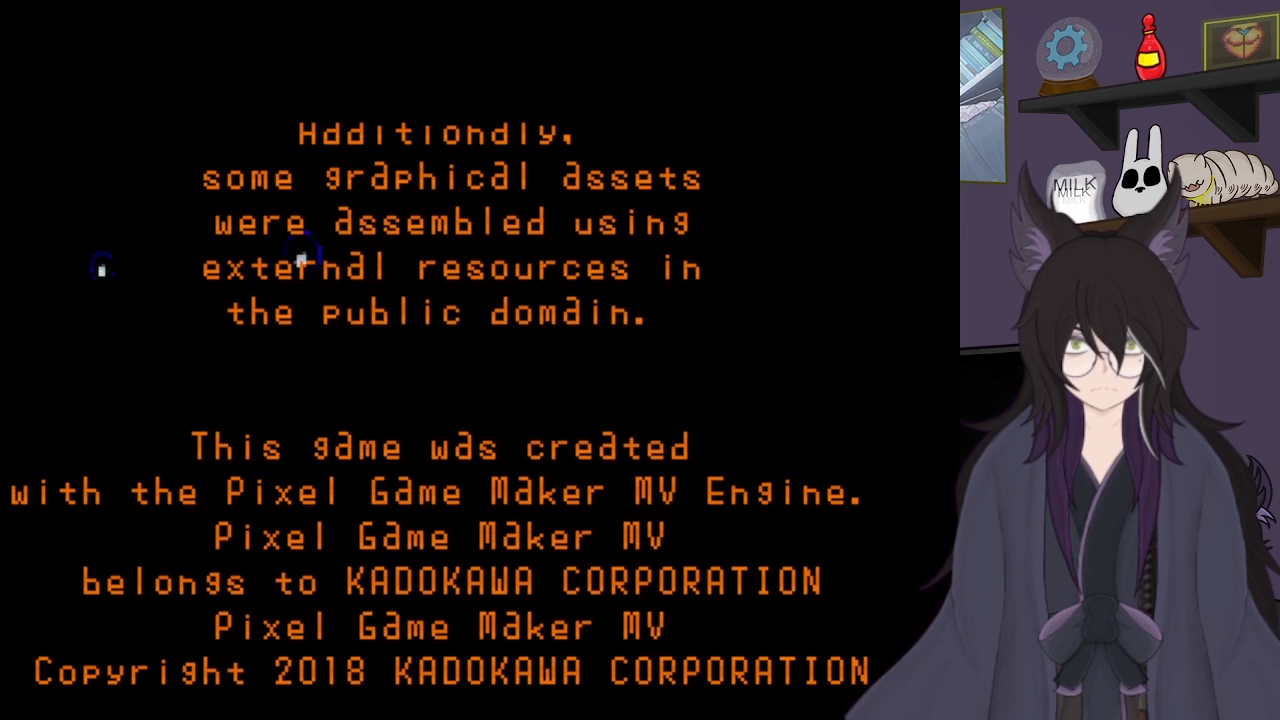 Additionally,
some graphical assets
were assembled using
external resources in
the public domain.
This game was created
with the Pixel Game Maker MV Engine.
Pixel Game Maker MV
belongs to KADOKAWA CORPORATION
Pixel Game Maker MV
Copyright 2018 KADOKAWA CORPORATION
MILK
MILK